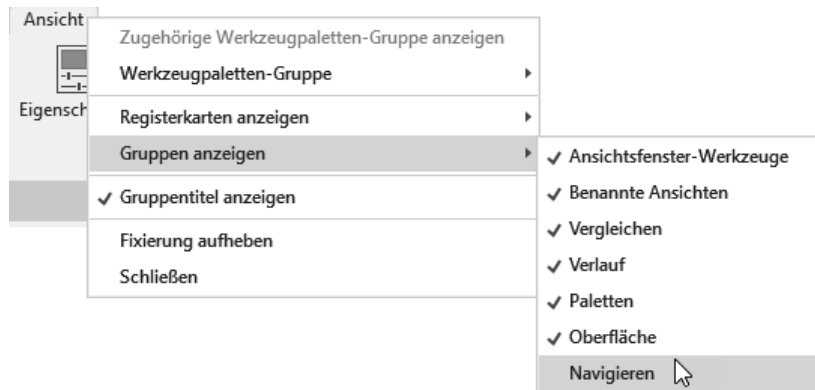 Ansicht
Zugehörige Werkzeugpaletten-Gruppe anzeigen
Werkzeugpaletten-Gruppe
Eigensch
Registerkarten anzeigen
Gruppen anzeigen
Gruppentitel anzeigen
Fixierung aufheben
Schließen
Ansichtsfenster-Werkzeuge
Benannte Ansichten
Vergleichen
Verlauf
Paletten
Oberfläche
Navigieren